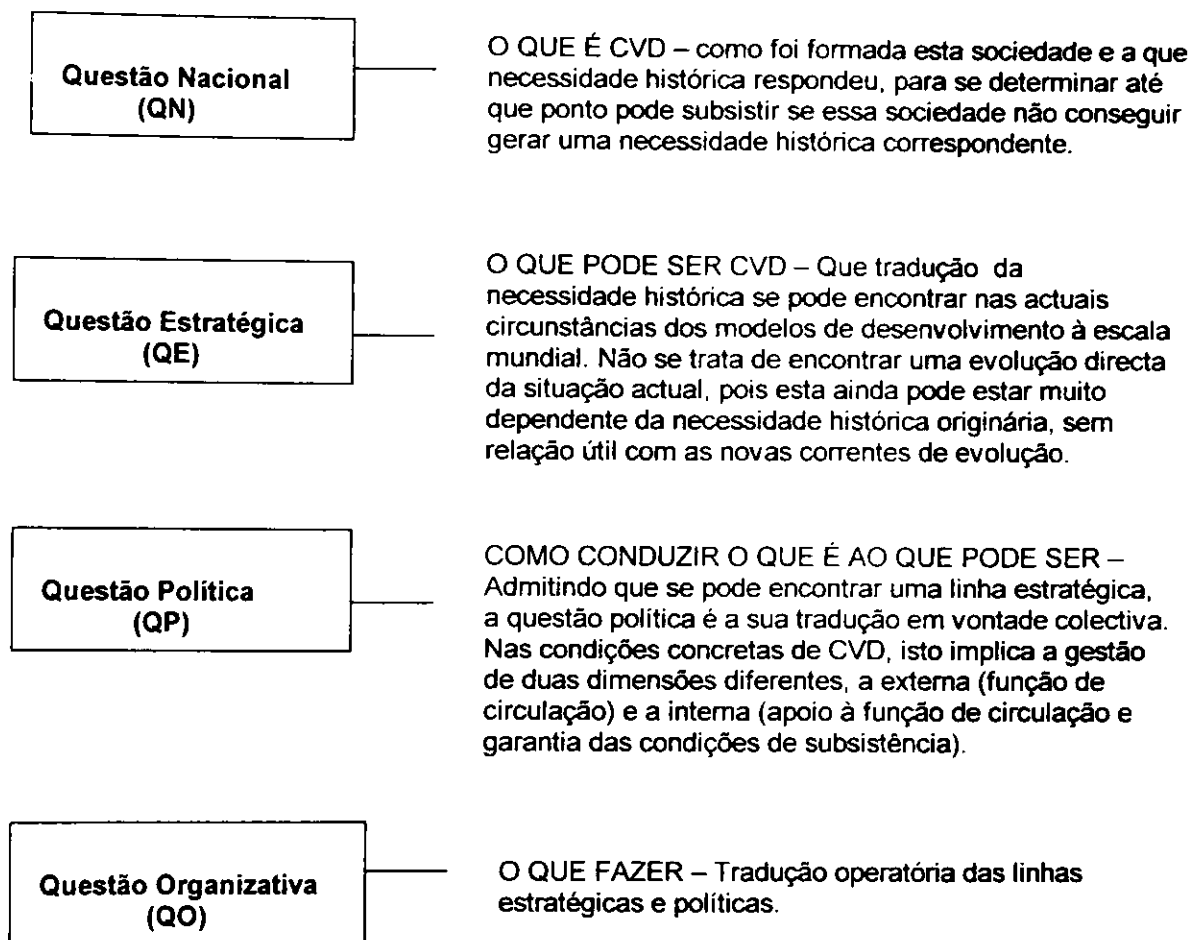 Questão Nacional
(QN)
O QUE É CVD – como foi formada esta sociedade e a que
necessidade histórica respondeu, para se determinar até
que ponto pode subsistir se essa sociedade não conseguir
gerar uma necessidade histórica correspondente.
Questão Estratégica
(QE)
O QUE PODE SER CVD – Que tradução da
necessidade histórica se pode encontrar nas actuais
circunstâncias dos modelos de desenvolvimento à escala
mundial. Não se trata de encontrar uma evolução directa
da situação actual, pois esta ainda pode estar muito
dependente da necessidade histórica originária, sem
relação útil com as novas correntes de evolução.
Questão Política
(QP)
COMO CONDUZIR O QUE É AO QUE PODE SER –
Admitindo que se pode encontrar uma linha estratégica,
a questão política é a sua tradução em vontade colectiva.
Nas condições concretas de CVD, isto implica a gestão
de duas dimensões diferentes, a externa (função de
circulação) e a interna (apoio à função de circulação e
garantia das condições de subsistência).
Questão Organizativa
(QO)
O QUE FAZER – Tradução operatória das linhas
estratégicas e políticas.